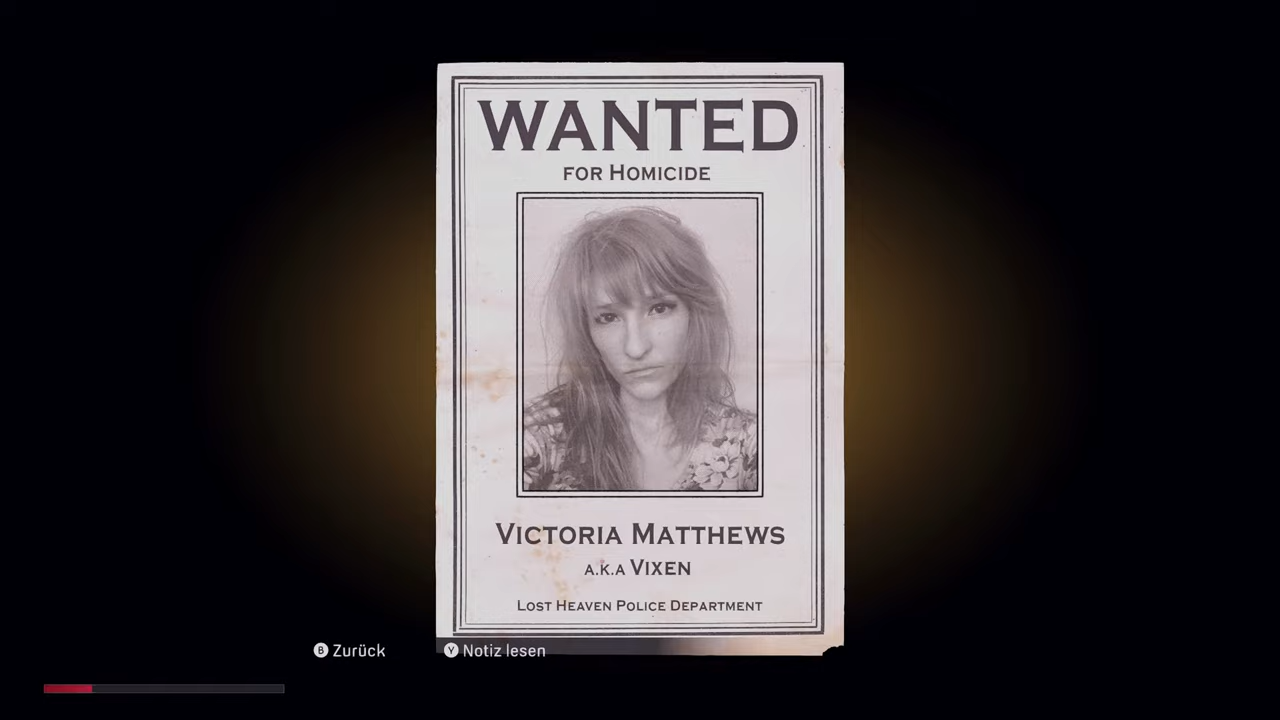 WANTED
FOR HOMICIDE
VICTORIA MATTHEWS
A.K.A VIXEN
LOST HEAVEN POLICE DEPARTMENT
B Zurück Y Notiz lesen